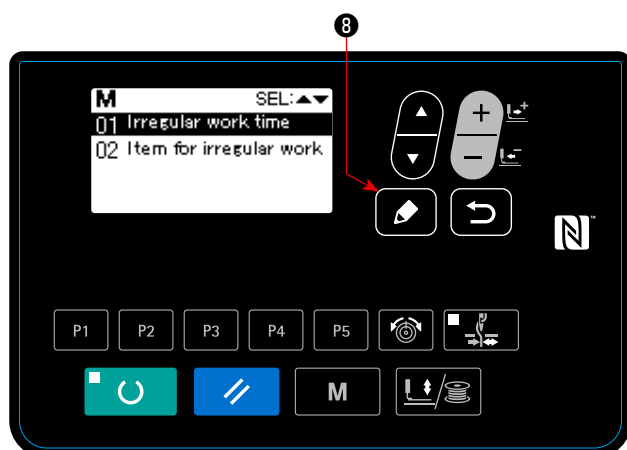 8
M SEL:▲▼
01 Irregular work time
02 Item for irregular work
P1 P2 P3 P4 P5
M